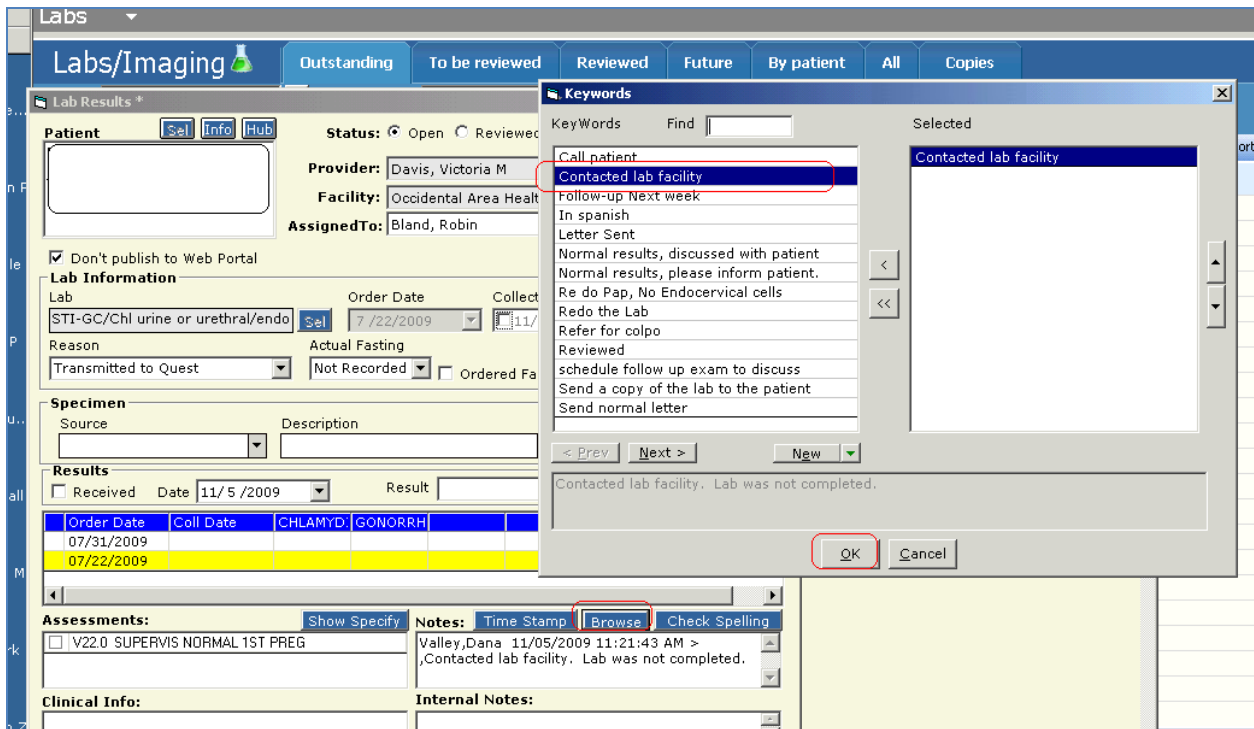 Labs
Labs/Imaging Outstanding To be reviewed Reviewed Future By patient All Copies
Lab Results *
Patient Sel Info Hub
Status: Open Reviewed
Provider: Davis, Victoria M
Facility: Occidental Area Healt
AssignedTo: Bland, Robin
Don't publish to Web Portal
Lab Information
Lab Order Date Collect
STI-GC/Chl urine or urethral/endo Sel 7 /22/2009 11/
Reason Actual Fasting
Transmitted to Quest Not Recorded Ordered Fa
Specimen
Source Description
Results
Received Date 11/ 5 /2009 Result
Order Date Coll Date CHLAMYD: GONORRH
07/31/2009
07/22/2009
Assessments: Show Specify
V22.0 SUPERVIS NORMAL 1ST PREG
Notes: Time Stamp Browse Check Spelling
Valley,Dana 11/05/2009 11:21:43 AM >
,Contacted lab facility. Lab was not completed.
Clinical Info:
Internal Notes:
Keywords X
KeyWords Find
Call patient
Contacted lab facility
Follow-up Next week
In spanish
Letter Sent
Normal results, discussed with patient
Normal results, please inform patient.
Re do Pap, No Endocervical cells
Redo the Lab
Refer for colpo
Reviewed
schedule follow up exam to discuss
Send a copy of the lab to the patient
Send normal letter
<
<<
Selected
Contacted lab facility
< Prev Next > New
Contacted lab facility. Lab was not completed.
OK Cancel
ort